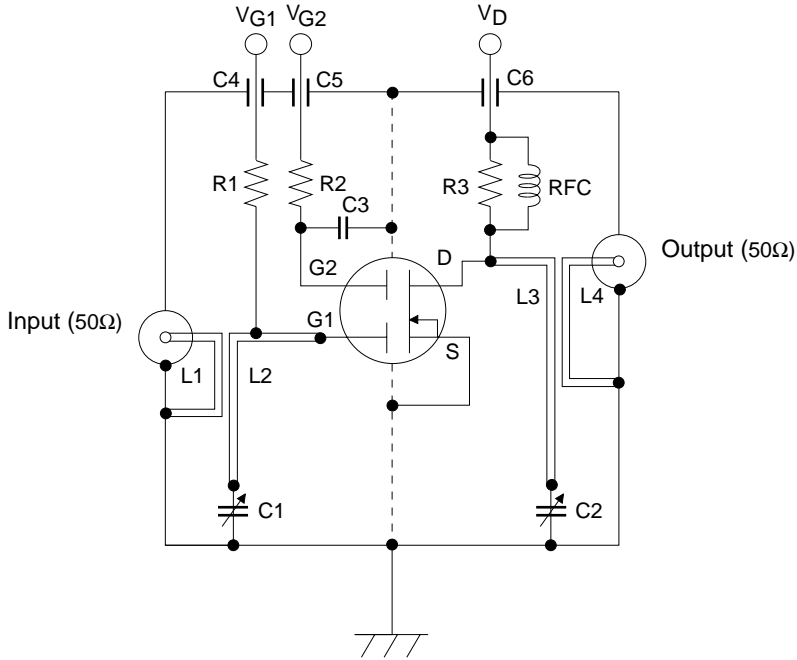 VG1 VG2 VD
C4 C5 C6
R1 R2 R3 RFC
C3
G2 D Output (50Ω)
L3 L4
Input (50Ω) G1 S
L1 L2
C1 C2